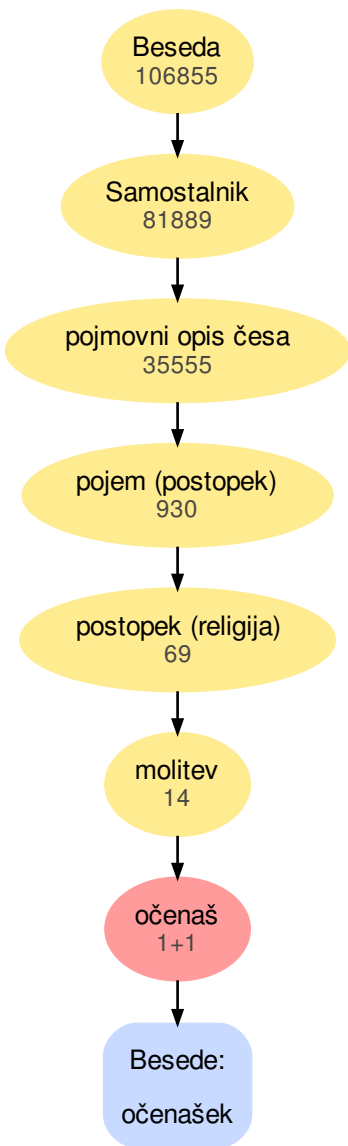 Beseda
106855
Samostalnik
81889
pojmovni opis česa
35555
pojem (postopek)
930
postopek (religija)
69
molitev
14
očenaš
1+1
Besede:
očenašek